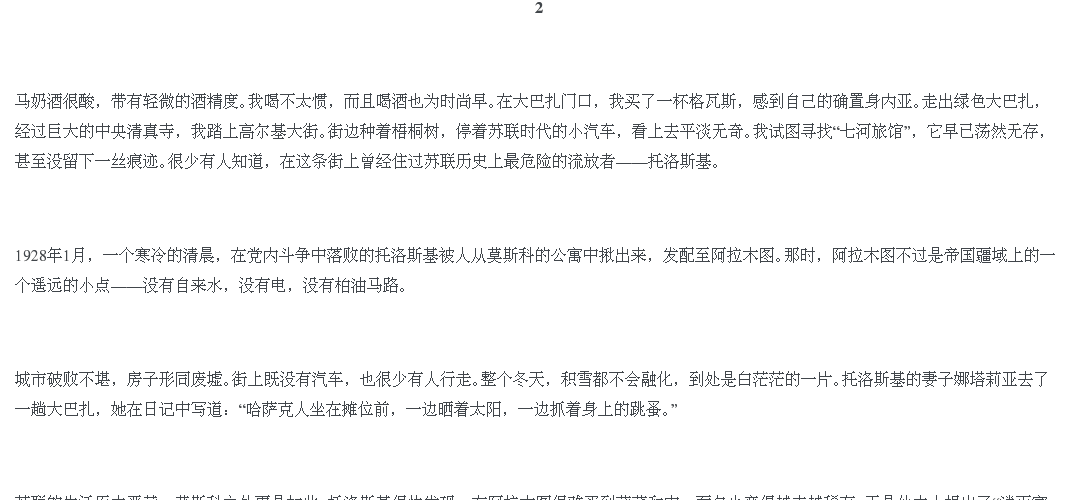 2
马奶酒很酸，带有轻微的酒精度。我喝不太惯，而且喝酒也为时尚早。在大巴扎门口，我买了一杯格瓦斯，感到自己的确置身内亚。走出绿色大巴扎，
经过巨大的中央清真寺，我踏上高尔基大街。街边种着梧桐树，停着苏联时代的小汽车，看上去平淡无奇。我试图寻找“七河旅馆”，它早已荡然无存，
甚至没留下一丝痕迹。很少有人知道，在这条街上曾经住过苏联历史上最危险的流放者——托洛斯基。
1928年1月，一个寒冷的清晨，在党内斗争中落败的托洛斯基被人从莫斯科的公寓中揪出来，发配至阿拉木图。那时，阿拉木图不过是帝国疆域上的一
个遥远的小点——没有自来水，没有电，没有柏油马路。
城市破败不堪，房子形同废墟。街上既没有汽车，也很少有人行走。整个冬天，积雪都不会融化，到处是白茫茫的一片。托洛斯基的妻子娜塔莉亚去了
一趟大巴扎，她在日记中写道：“哈萨克人坐在摊位前，一边晒着太阳，一边抓着身上的跳蚤。”